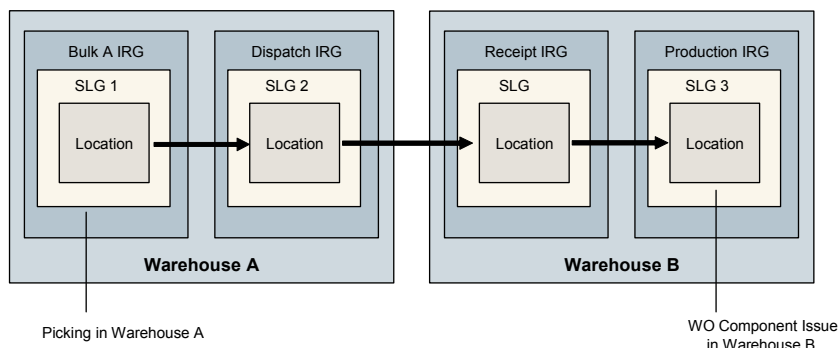 Bulk A IRG
Dispatch IRG
Receipt IRG
Production IRG
SLG 1
SLG 2
SLG
SLG 3
Location
Location
Location
Location
Warehouse A
Warehouse B
Picking in Warehouse A
WO Component Issue
in Warehouse B